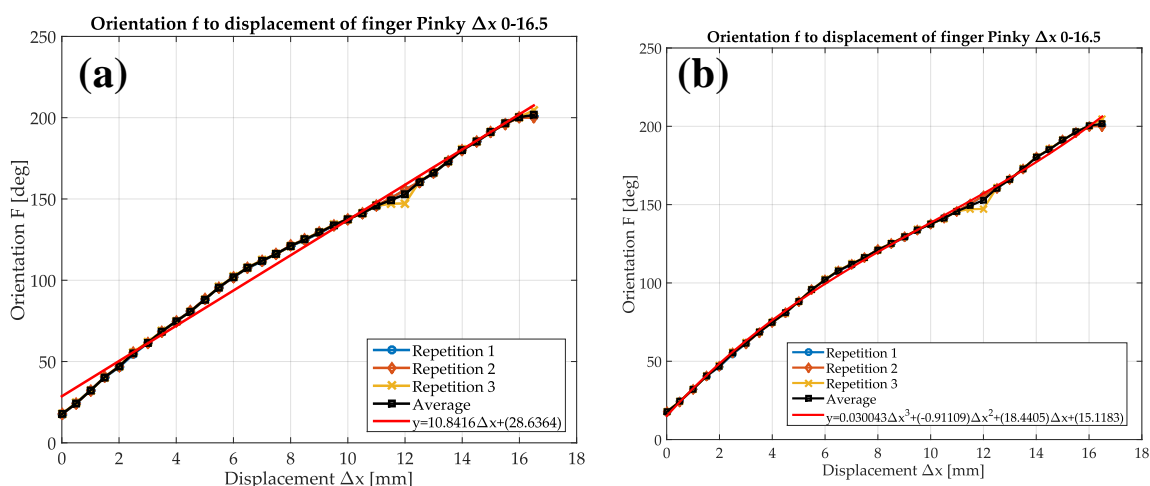 Orientation f to displacement of finger Pinky Δx 0-16.5
(a)
250
200
150
100
50
0
Orientation F [deg]
0 2 4 6 8 10 12 14 16 18
Displacement Δx [mm]
Repetition 1
Repetition 2
Repetition 3
Average
y=10.8416Δx+(28.6364)
Orientation f to displacement of finger Pinky Δx 0-16.5
(b)
250
200
150
100
50
0
Orientation F [deg]
0 2 4 6 8 10 12 14 16 18
Displacement Δx [mm]
Repetition 1
Repetition 2
Repetition 3
Average
y=0.030043Δx³+(-0.91109)Δx²+(18.4405)Δx+(15.1183)